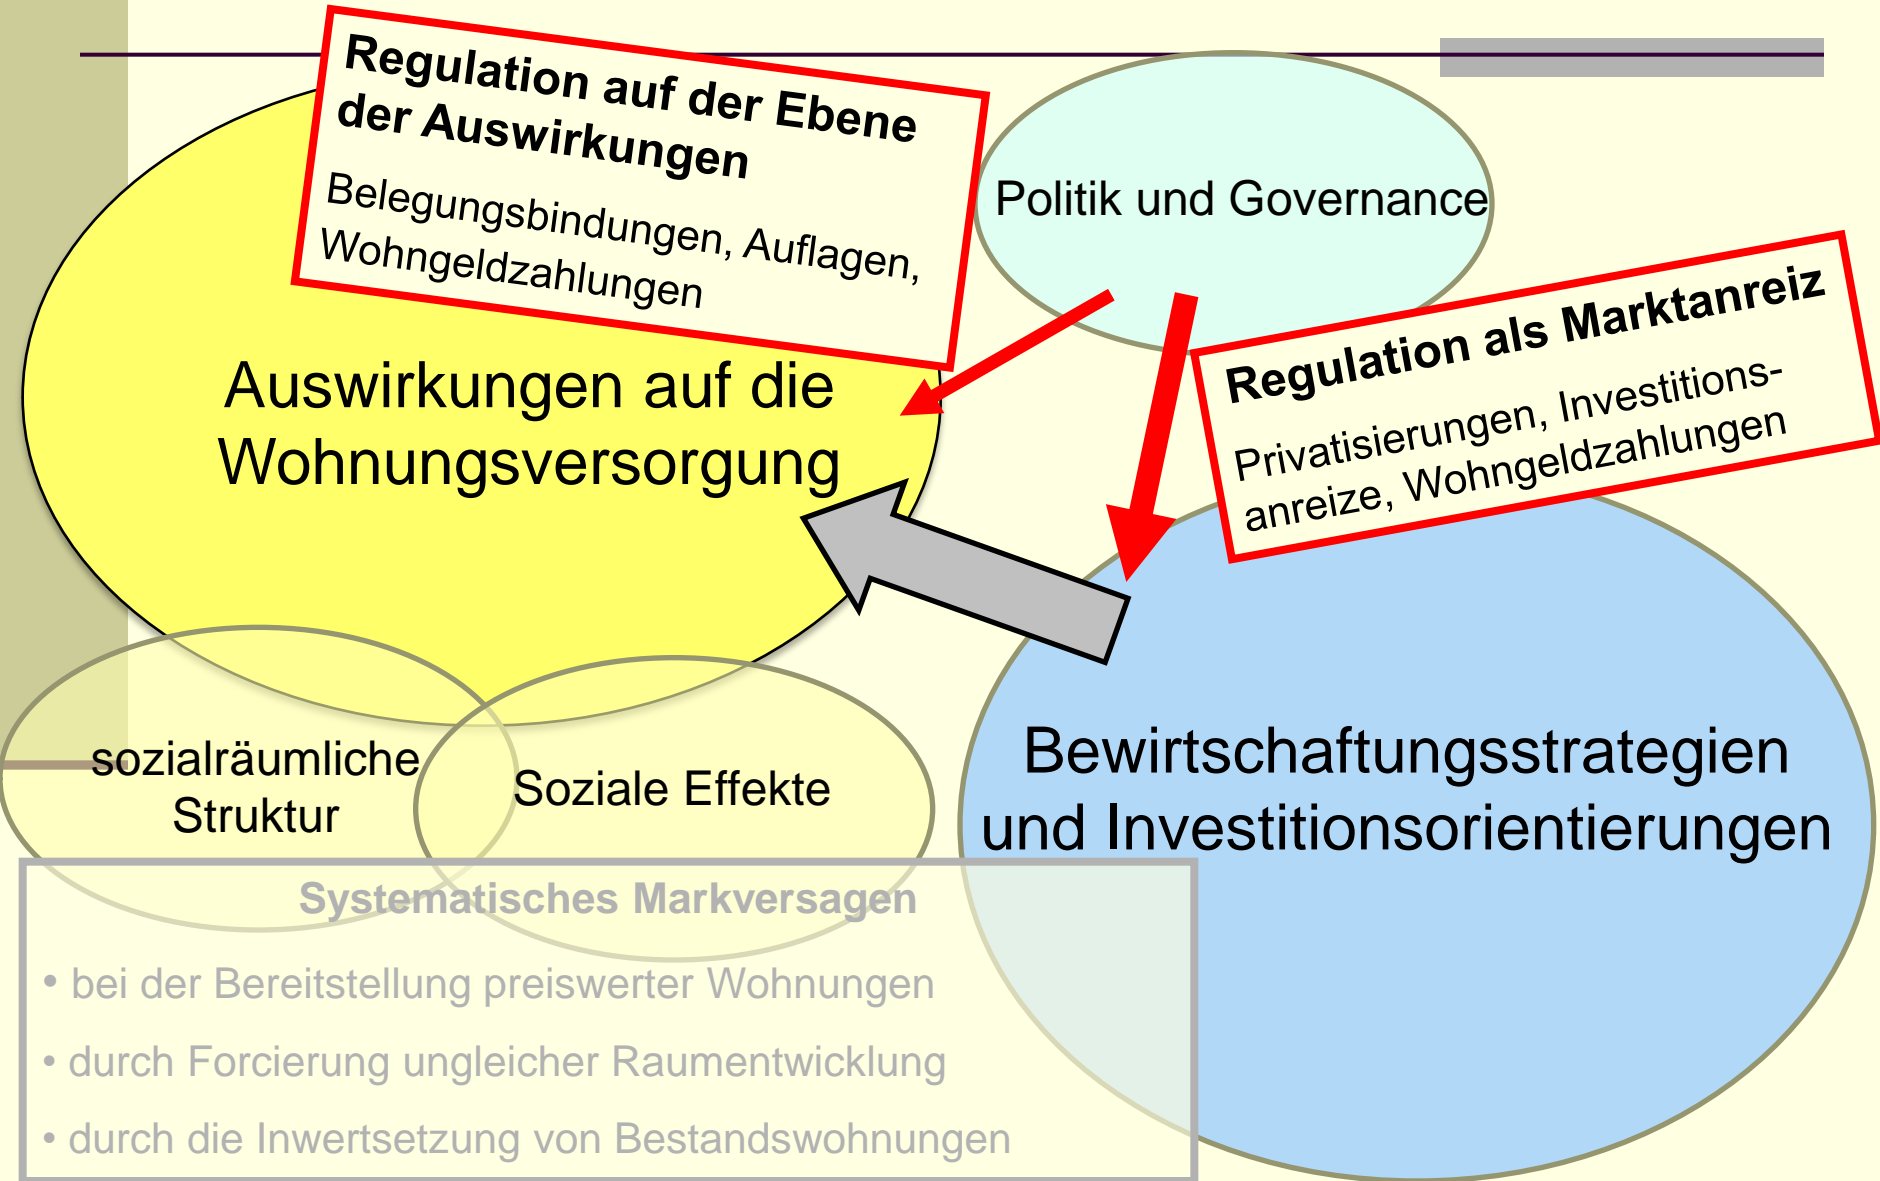 Regulation auf der Ebene
der Auswirkungen
Belegungsbindungen, Auflagen,
Wohngeldzahlungen
Politik und Governance
Regulation als Marktanreiz
Privatisierungen, Investitions-
anreize, Wohngeldzahlungen
Auswirkungen auf die
Wohnungsversorgung
sozialräumliche
Struktur
Soziale Effekte
Bewirtschaftungsstrategien
und Investitionsorientierungen
Systematisches Markversagen
• bei der Bereitstellung preiswerter Wohnungen
• durch Forcierung ungleicher Raumentwicklung
• durch die Inwertsetzung von Bestandswohnungen